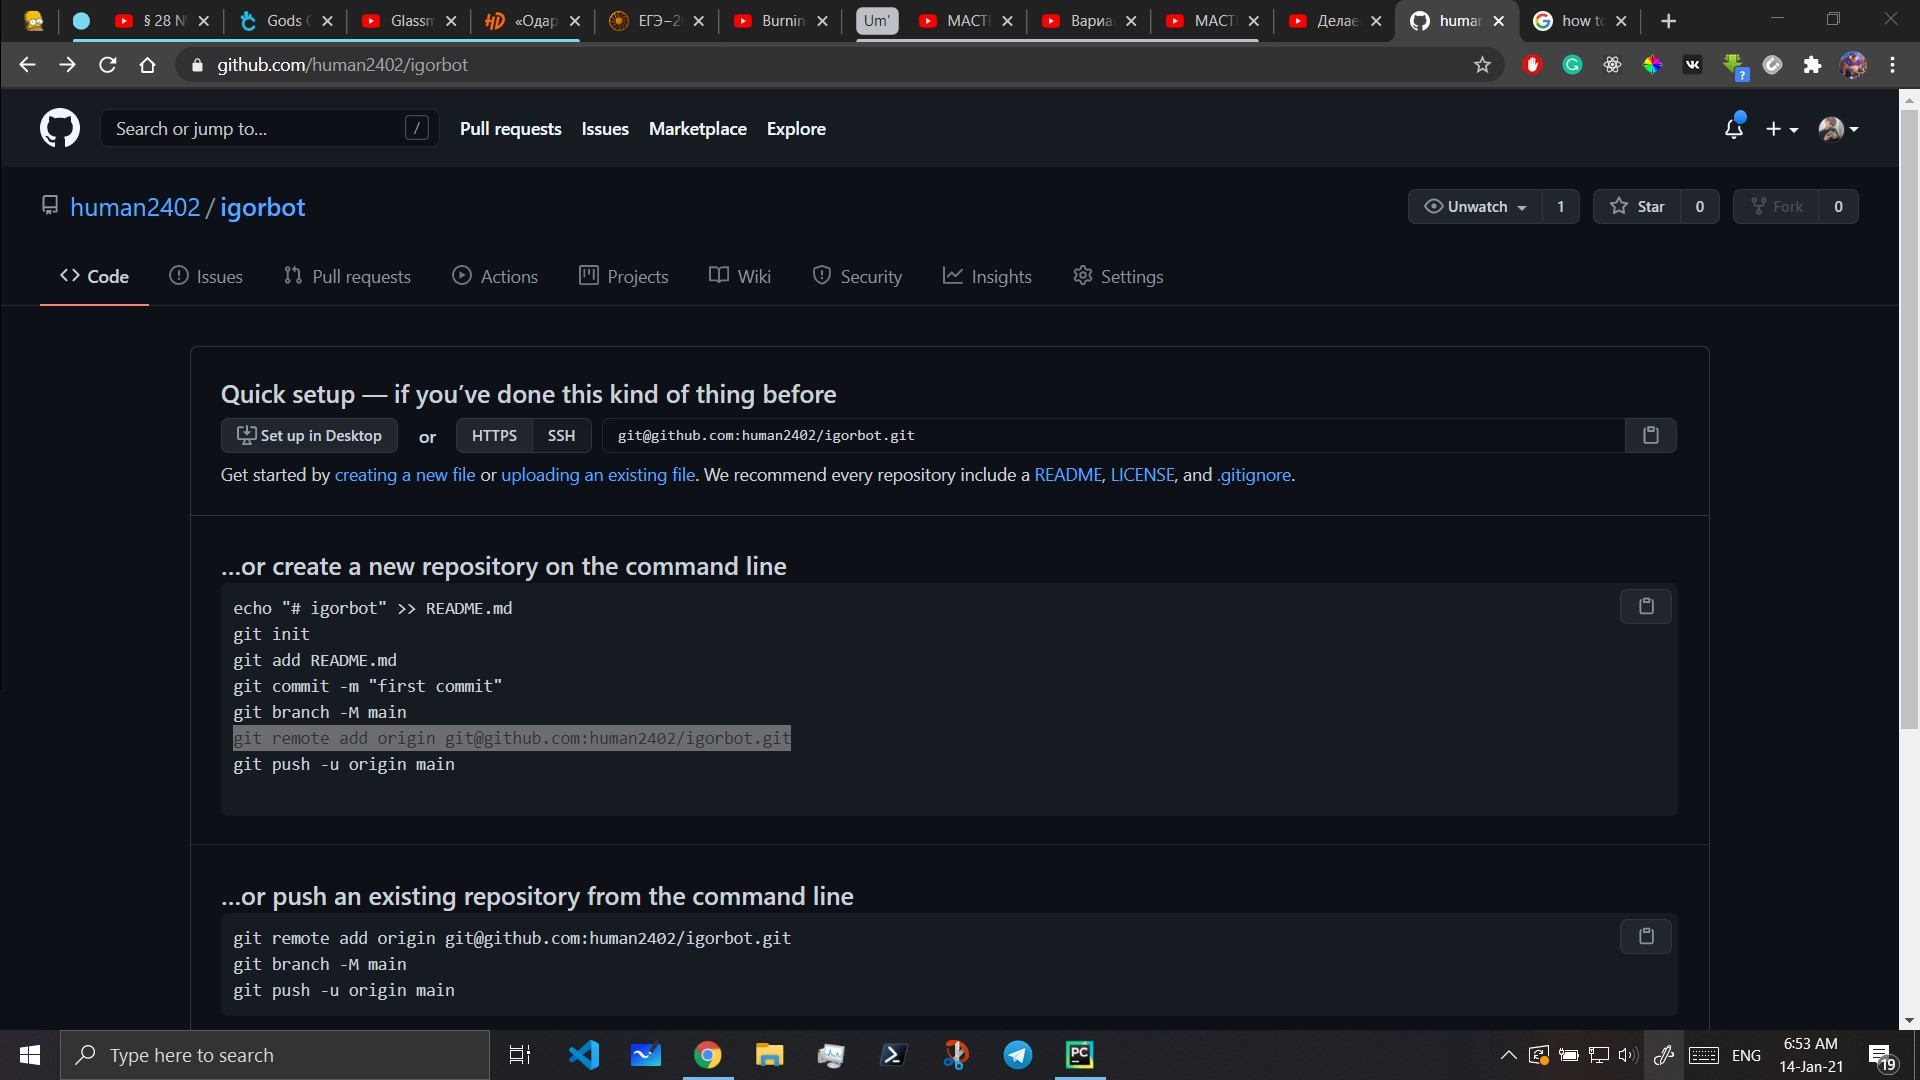 § 28 N
Gods
Glassm
«Одар
ЕГЭ–2
Burnin
Um'
МАСТ
Вариа
МАСТ
Делае
human
how to
github.com/human2402/igorbot
Search or jump to...
/
Pull requests
Issues
Marketplace
Explore
human2402 / igorbot
Unwatch
1
Star
0
Fork
0
Code
Issues
Pull requests
Actions
Projects
Wiki
Security
Insights
Settings
Quick setup — if you've done this kind of thing before
Set up in Desktop
or
HTTPS
SSH
git@github.com:human2402/igorbot.git
Get started by creating a new file or uploading an existing file. We recommend every repository include a README, LICENSE, and .gitignore.
...or create a new repository on the command line
echo "# igorbot" >> README.md
git init
git add README.md
git commit -m "first commit"
git branch -M main
git remote add origin git@github.com:human2402/igorbot.git
git push -u origin main
...or push an existing repository from the command line
git remote add origin git@github.com:human2402/igorbot.git
git branch -M main
git push -u origin main
Type here to search
PC
ENG
6:53 AM
14-Jan-21
19